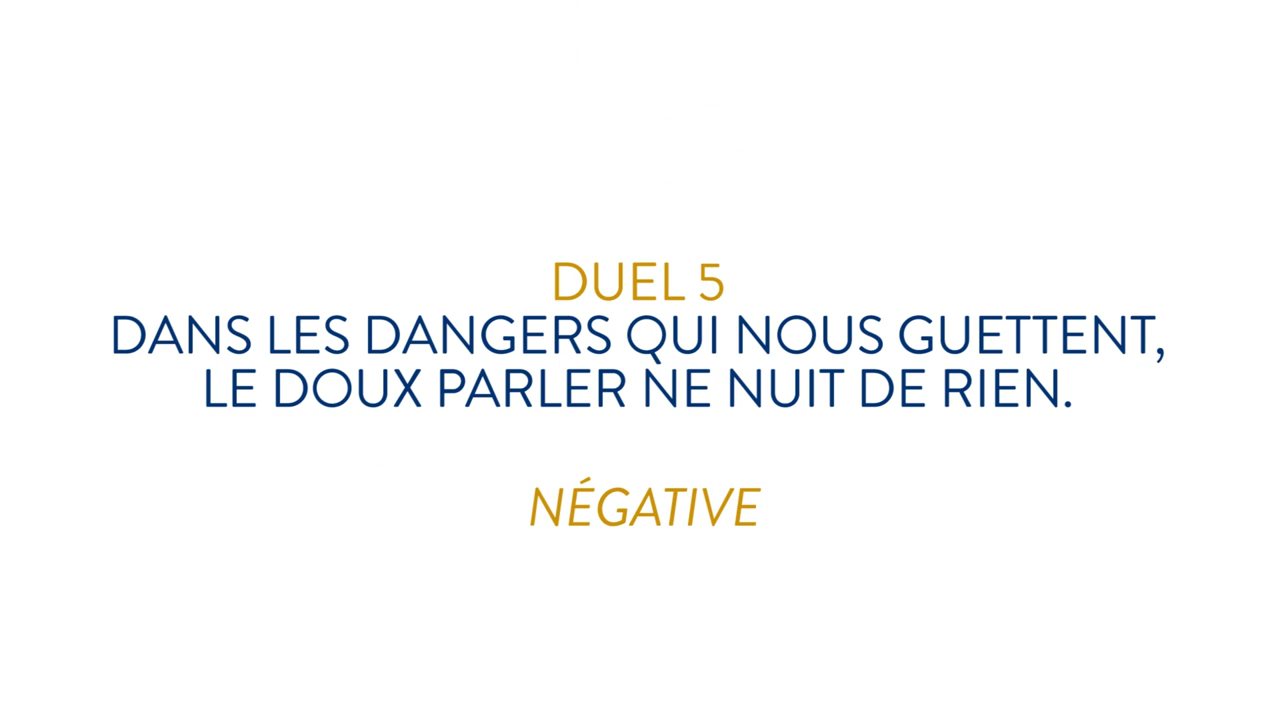 DUEL 5
DANS LES DANGERS QUI NOUS GUETTENT,
LE DOUX PARLER NE NUIT DE RIEN.
NÉGATIVE